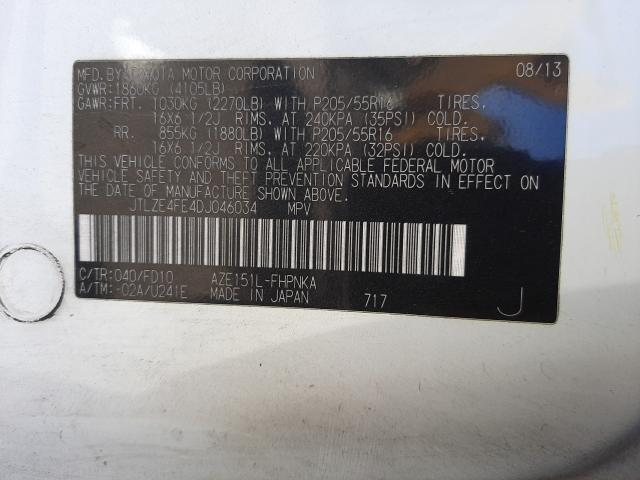 MFD. BY: TOYOTA MOTOR CORPORATION 08/13
GVWR: 1860KG (4105LB)
GAWR: FRT. 1030KG (2270LB) WITH P205/55R16 TIRES.
16X6 1/2J RIMS. AT 240KPA (35PSI) COLD.
RR. 855KG (1880LB) WITH P205/55R16 TIRES.
16X6 1/2J RIMS. AT 220KPA (32PSI) COLD.
THIS VEHICLE CONFORMS TO ALL APPLICABLE FEDERAL MOTOR
VEHICLE SAFETY AND THEFT PREVENTION STANDARDS IN EFFECT ON
THE DATE OF MANUFACTURE SHOWN ABOVE.
JTLZE4FE4DJ046034 MPV
C/TR: 040/FD10 AZE151L-FHPNKA
A/TM: -02A/U241E MADE IN JAPAN 717 J